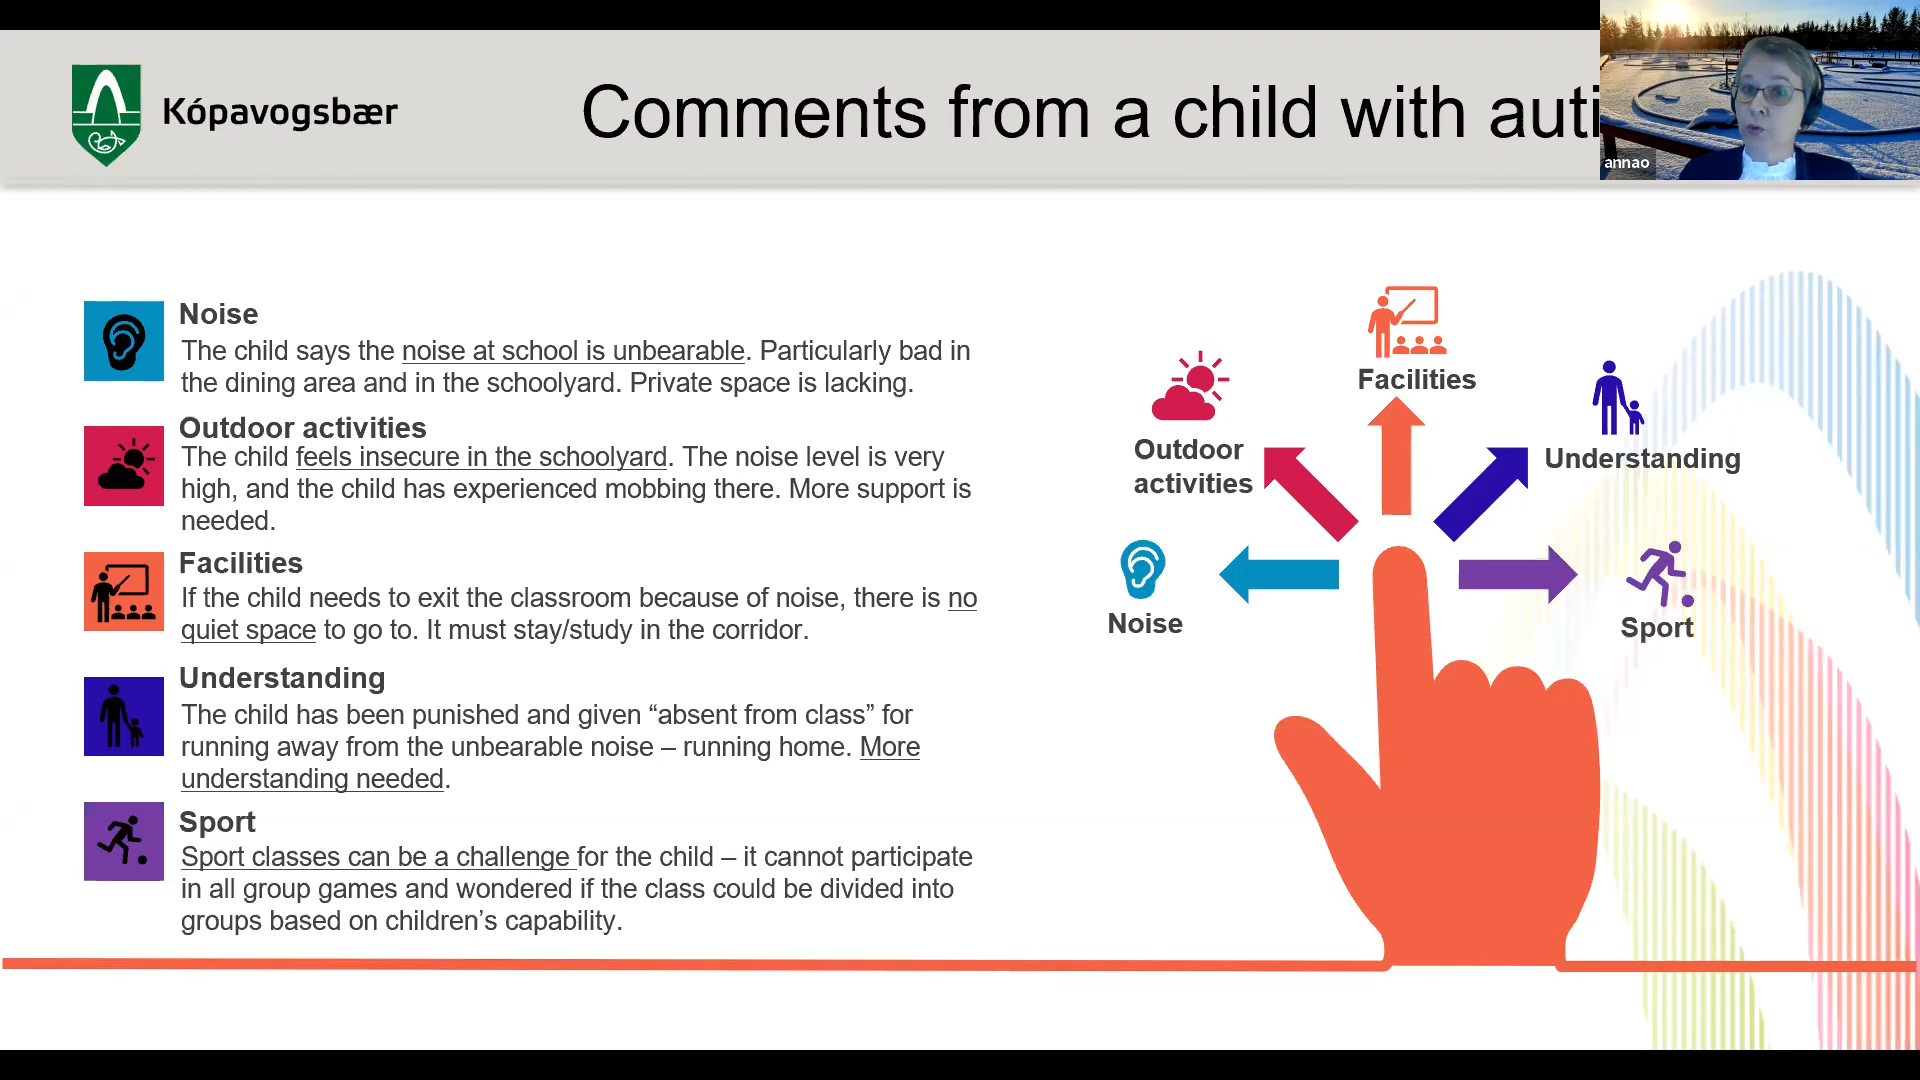 Kópavogsbær
Comments from a child with auti
annao
Noise
The child says the noise at school is unbearable. Particularly bad in
the dining area and in the schoolyard. Private space is lacking.
Outdoor activities
The child feels insecure in the schoolyard. The noise level is very
high, and the child has experienced mobbing there. More support is
needed.
Facilities
If the child needs to exit the classroom because of noise, there is no
quiet space to go to. It must stay/study in the corridor.
Understanding
The child has been punished and given “absent from class” for
running away from the unbearable noise – running home. More
understanding needed.
Sport
Sport classes can be a challenge for the child – it cannot participate
in all group games and wondered if the class could be divided into
groups based on children’s capability.
Facilities
Outdoor
activities
Understanding
Noise
Sport